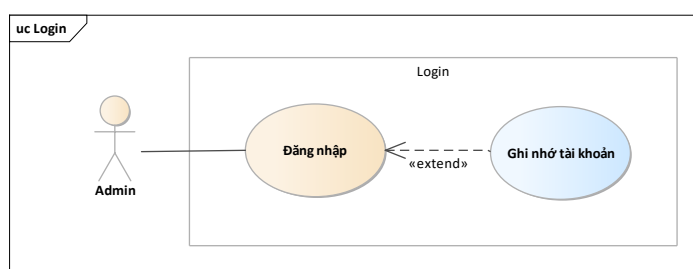 uc Login
Login
Đăng nhập
Ghi nhớ tài khoản
«extend»
Admin